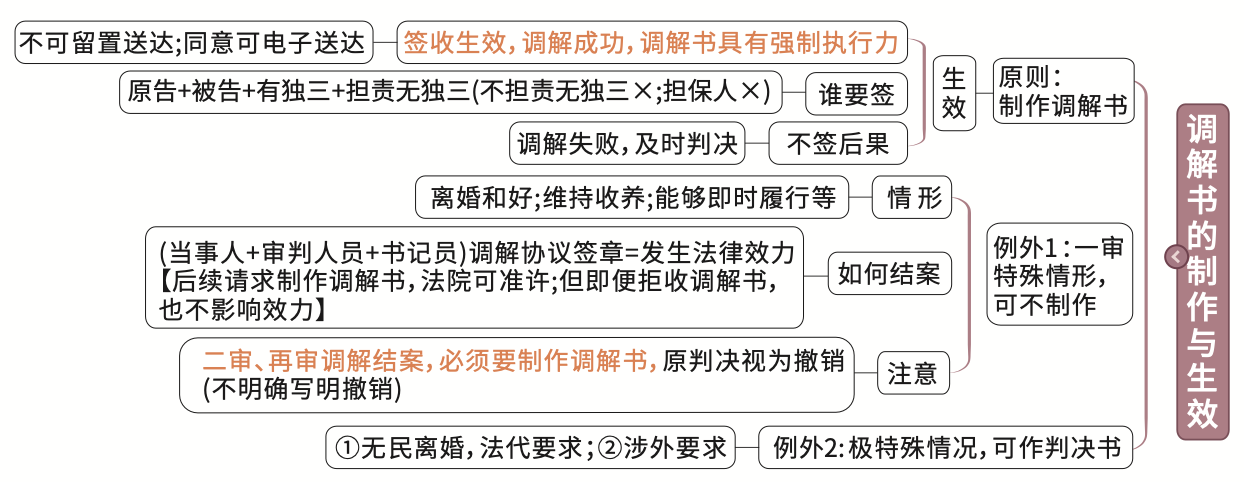 调解书的制作与生效
原则：
制作调解书
生
效
签收生效，调解成功，调解书具有强制执行力
不可留置送达;同意可电子送达
谁要签
原告+被告+有独三+担责无独三(不担责无独三×;担保人×)
不签后果
调解失败，及时判决
例外1：一审
特殊情形，
可不制作
情 形
离婚和好;维持收养;能够即时履行等
如何结案
(当事人+审判人员+书记员)调解协议签章=发生法律效力
【后续请求制作调解书，法院可准许;但即便拒收调解书，
也不影响效力】
注意
二审、再审调解结案，必须要制作调解书，原判决视为撤销
(不明确写明撤销)
例外2:极特殊情况，可作判决书
①无民离婚，法代要求；②涉外要求